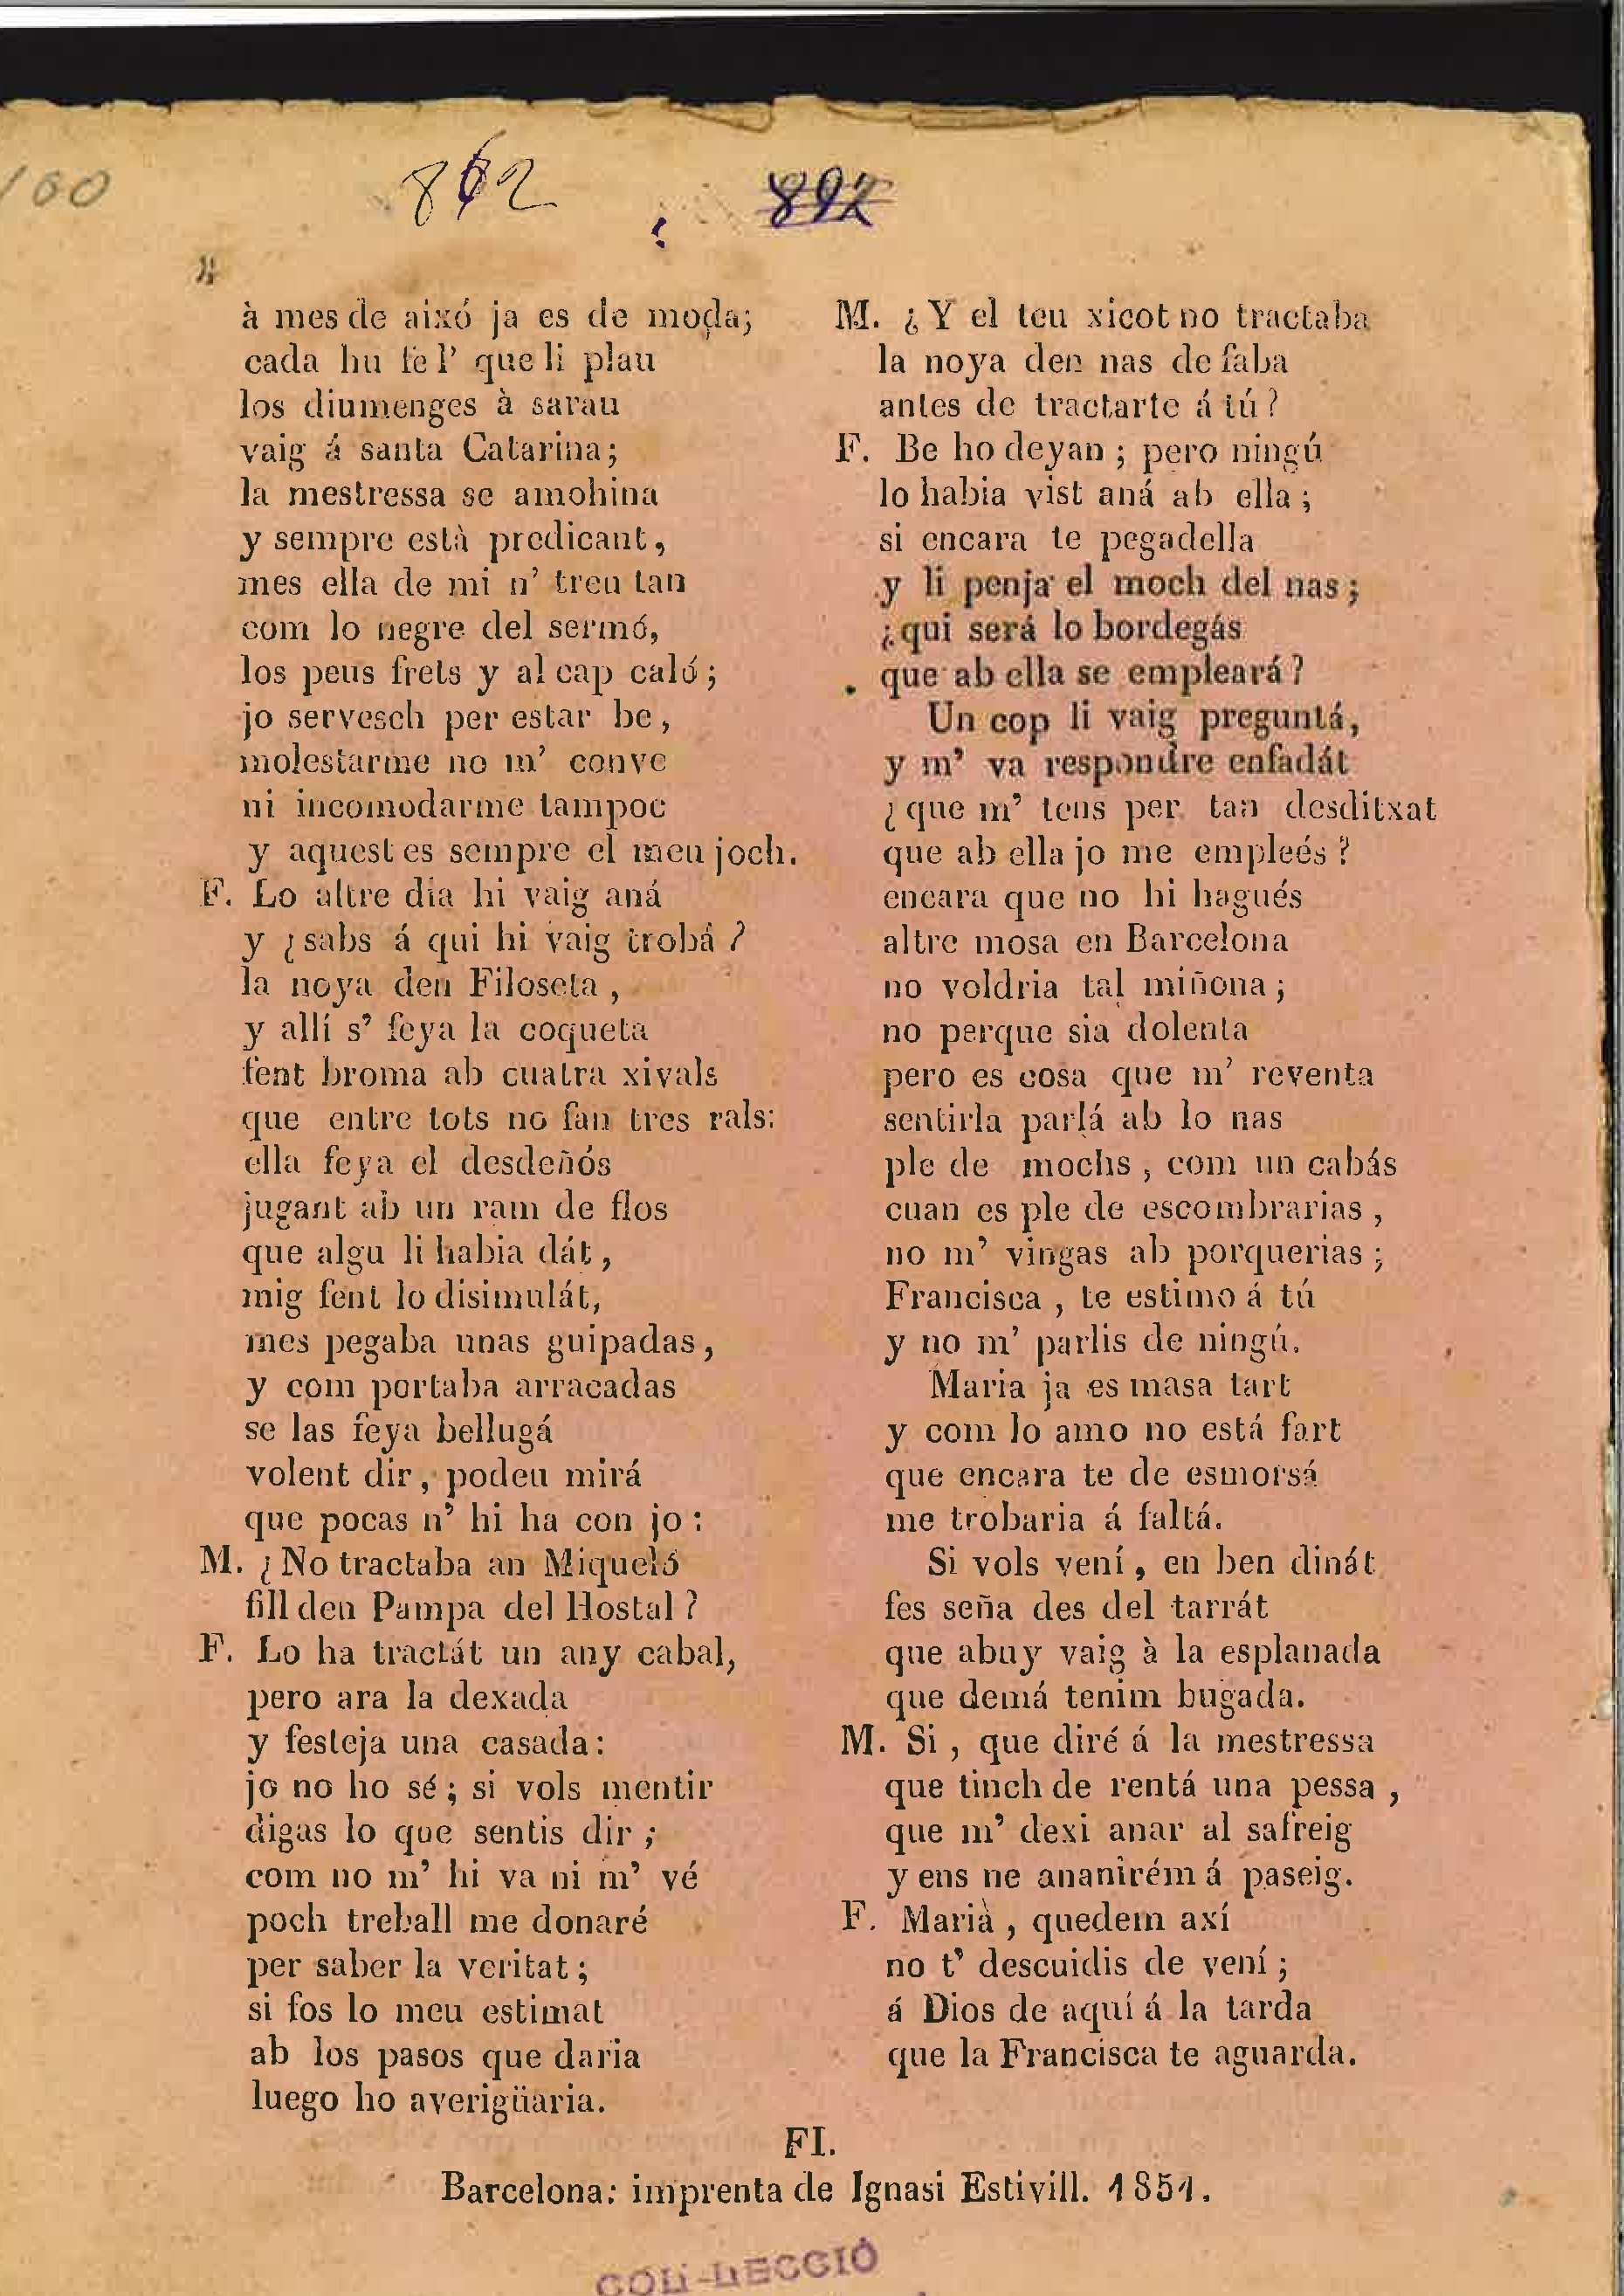 160
862
892
4
à mes de aixó ja es de moda;
cada hu fe l' que li plau
los diumenges à sarau
vaig á santa Catarina;
la mestressa se amohina
y sempre està predicant,
mes ella de mi n' treu tan
com lo negre del sermó,
los peus frets y al cap caló;
jo servesch per estar be,
molestarme no m' conve
ni incomodarme tampoc
y aquest es sempre el meu joch.
F. Lo altre dia hi vaig aná
y ¿sabs á qui hi vaig trobá?
la noya den Filoseta,
y allí s' feya la coqueta
fent broma ab cuatra xivals
que entre tots no fan tres rals:
ella feya el desdeñós
jugant ab un ram de flos
que algu li habia dát,
mig fent lo disimulát,
mes pegaba unas guipadas,
y com portaba arracadas
se las feya bellugá
volent dir, podeu mirá
que pocas n' hi ha con jo:
M. ¿No tractaba an Miqueló
fill den Pampa del Hostal?
F. Lo ha tractát un any cabal,
pero ara la dexada
y festeja una casada:
jo no ho sé; si vols mentir
digas lo que sentis dir;
com no m' hi va ni m' vé
poch treball me donaré
per saber la veritat;
si fos lo meu estimat
ab los pasos que daria
luego ho averigüaria.
M. ¿Y el teu xicot no tractaba
la noya den nas de faba
antes de tractarte á tú?
F. Be ho deyan; pero ningú
lo habia vist aná ab ella;
si encara te pegadella
y li penja el moch del nas;
¿qui será lo bordegás
que ab ella se empleará?
Un cop li vaig preguntá,
y m' va respondre enfadát
¿que m' tens per tan desditxat
que ab ella jo me empleés?
encara que no hi hagués
altre mosa en Barcelona
no voldria tal miñona;
no perque sia dolenta
pero es cosa que m' reventa
sentirla parlá ab lo nas
ple de mochs, com un cabás
cuan es ple de escombrarias,
no m' vingas ab porquerias;
Francisca, te estimo á tú
y no m' parlis de ningú.
Maria ja es masa tart
y com lo amo no está fart
que encara te de esmorsá
me trobaria á faltá.
Si vols vení, en ben dinát
fes seña des del tarrát
que abuy vaig à la esplanada
que demá tenim bugada.
M. Si, que diré á la mestressa
que tinch de rentá una pessa,
que m' dexi anar al safreig
y ens ne ananirém á paseig.
F. Marià, quedem axí
no t' descuidis de vení;
á Dios de aquí á la tarda
que la Francisca te aguarda.
FI.
Barcelona: imprenta de Ignasi Estivill. 1851.
COL·LECCIÓ